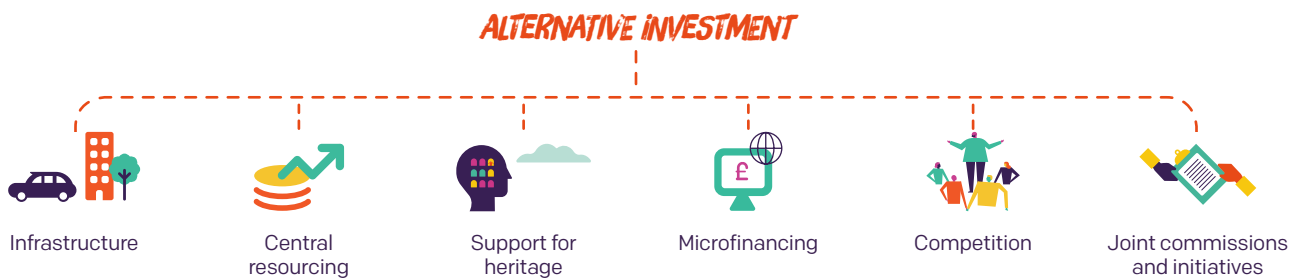 ALTERNATIVE INVESTMENT
£
Infrastructure
Central
resourcing
Support for
heritage
Microfinancing
Competition
Joint commissions
and initiatives